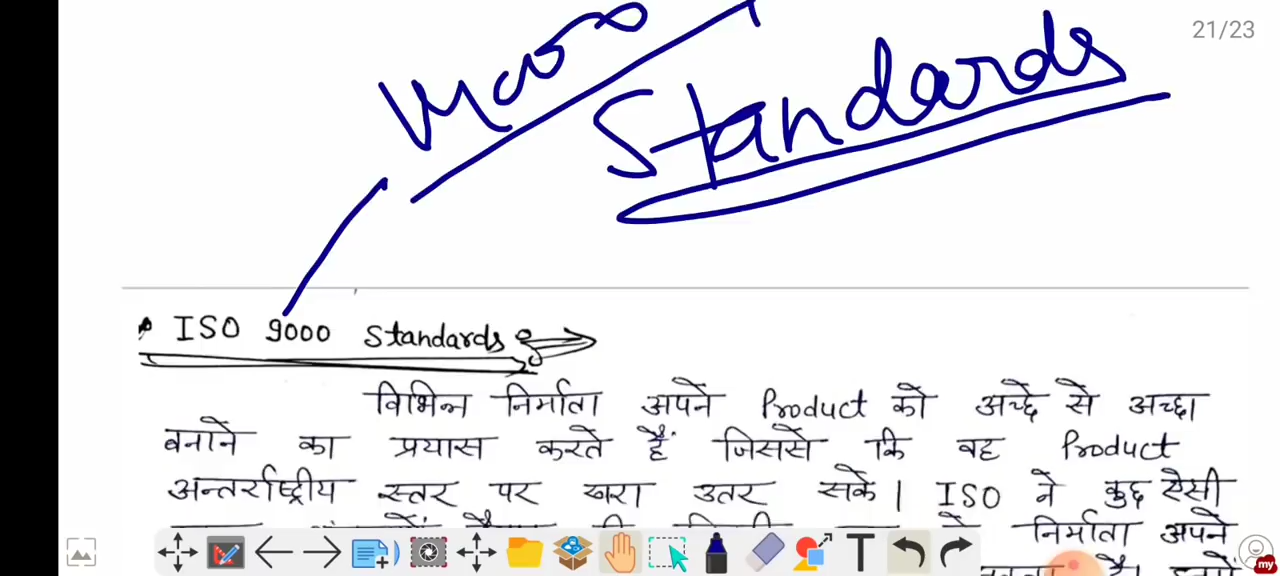 21/23
Standards
ISO 9000 Standards
विभिन्न निर्माता अपने Product को अच्छे से अच्छा
बनाने का प्रयास करते हैं जिससे कि वह Product
अन्तर्राष्ट्रीय स्तर पर खरा उतर सके। ISO ने कुछ ऐसी
निर्माता अपने